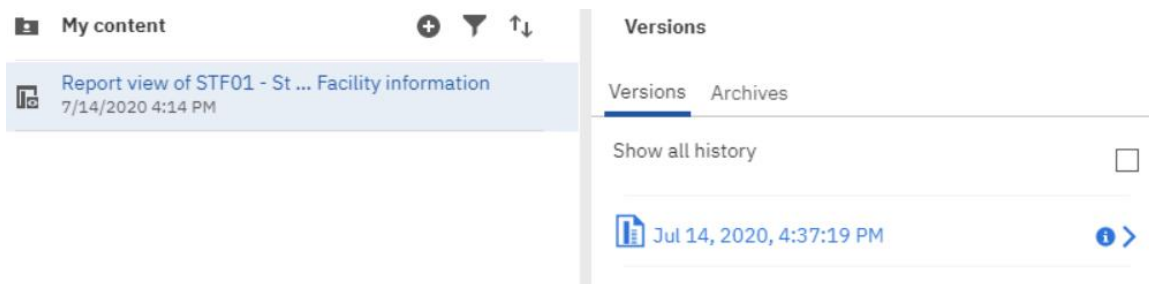 My content
Report view of STF01 - St ... Facility information
7/14/2020 4:14 PM
Versions
Versions Archives
Show all history
Jul 14, 2020, 4:37:19 PM